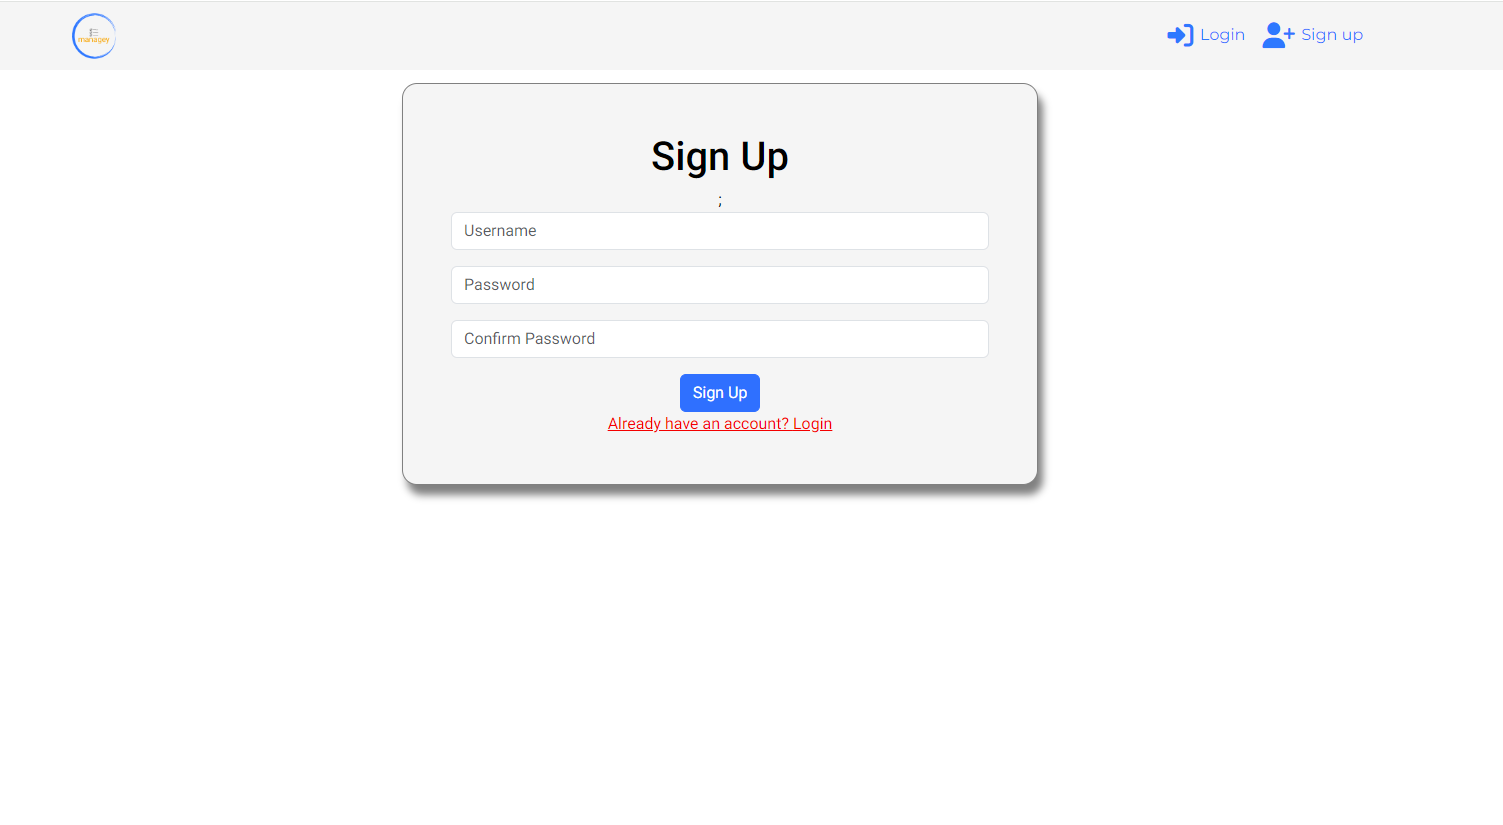 managey
Login
Sign up
Sign Up
;
Username
Password
Confirm Password
Sign Up
Already have an account? Login